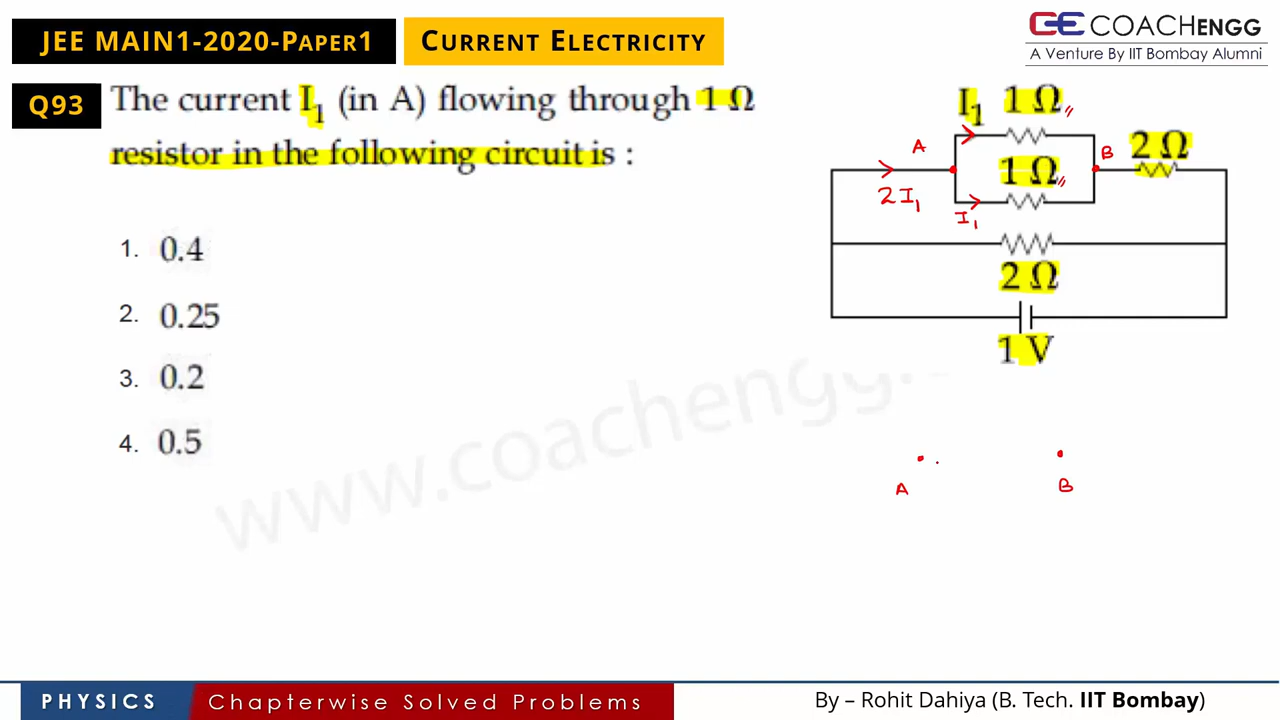 JEE MAIN1-2020-PAPER1
CURRENT ELECTRICITY
CE COACHENGG
A Venture By IIT Bombay Alumni
Q93
The current I₁ (in A) flowing through 1 Ω
resistor in the following circuit is :
1. 0.4
2. 0.25
3. 0.2
4. 0.5
I₁ 1 Ω
A
B
2 Ω
1 Ω
2I₁
I₁
2 Ω
1 V
A
B
www.coachengg.
PHYSICS
Chapterwise Solved Problems
By – Rohit Dahiya (B. Tech. IIT Bombay)